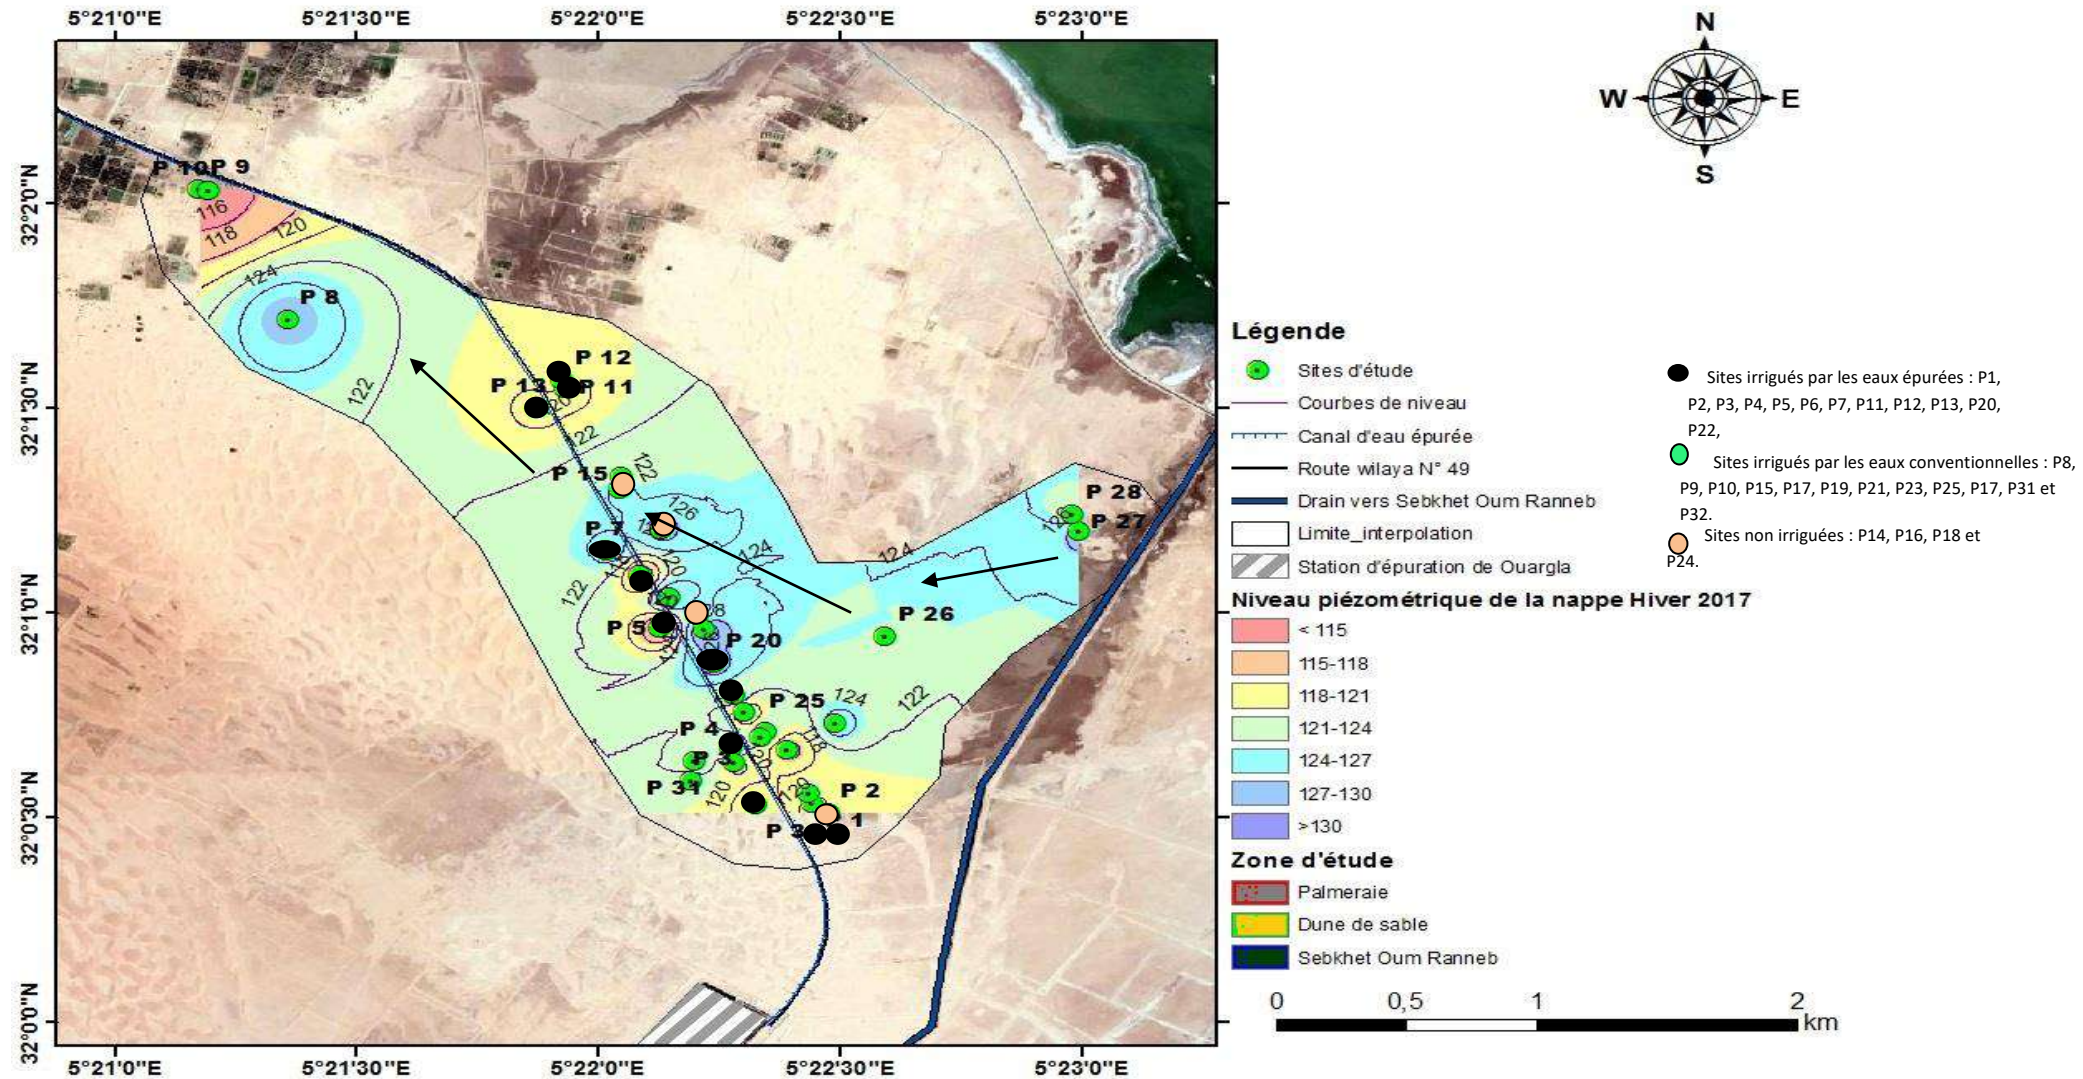 5°21'0"E 5°21'30"E 5°22'0"E 5°22'30"E 5°23'0"E
N
W E
S
32°2'0"N
32°1'30"N
32°1'0"N
32°0'30"N
32°0'0"N
P 10 P 9
116
118
120
124
P 8
122
P 12
P 13 P 11
20
122
P 15
122
126
P 28
P 27
P 7
124
124
120
122
28
P 26
P 5
P 20
P 25
124
122
P 4
118
P 3
20
P 31
120
120
P 2
P 3 1
Légende
Sites d'étude
Courbes de niveau
Canal d'eau épurée
Route wilaya N° 49
Drain vers Sebkhet Oum Ranneb
Limite_interpolation
Station d'épuration de Ouargla
Niveau piézométrique de la nappe Hiver 2017
< 115
115-118
118-121
121-124
124-127
127-130
>130
Zone d'étude
Palmeraie
Dune de sable
Sebkhet Oum Ranneb
0 0,5 1 2
km
Sites irrigués par les eaux épurées : P1,
P2, P3, P4, P5, P6, P7, P11, P12, P13, P20,
P22,
Sites irrigués par les eaux conventionnelles : P8,
P9, P10, P15, P17, P19, P21, P23, P25, P17, P31 et
P32.
Sites non irriguées : P14, P16, P18 et
P24.
5°21'0"E 5°21'30"E 5°22'0"E 5°22'30"E 5°23'0"E